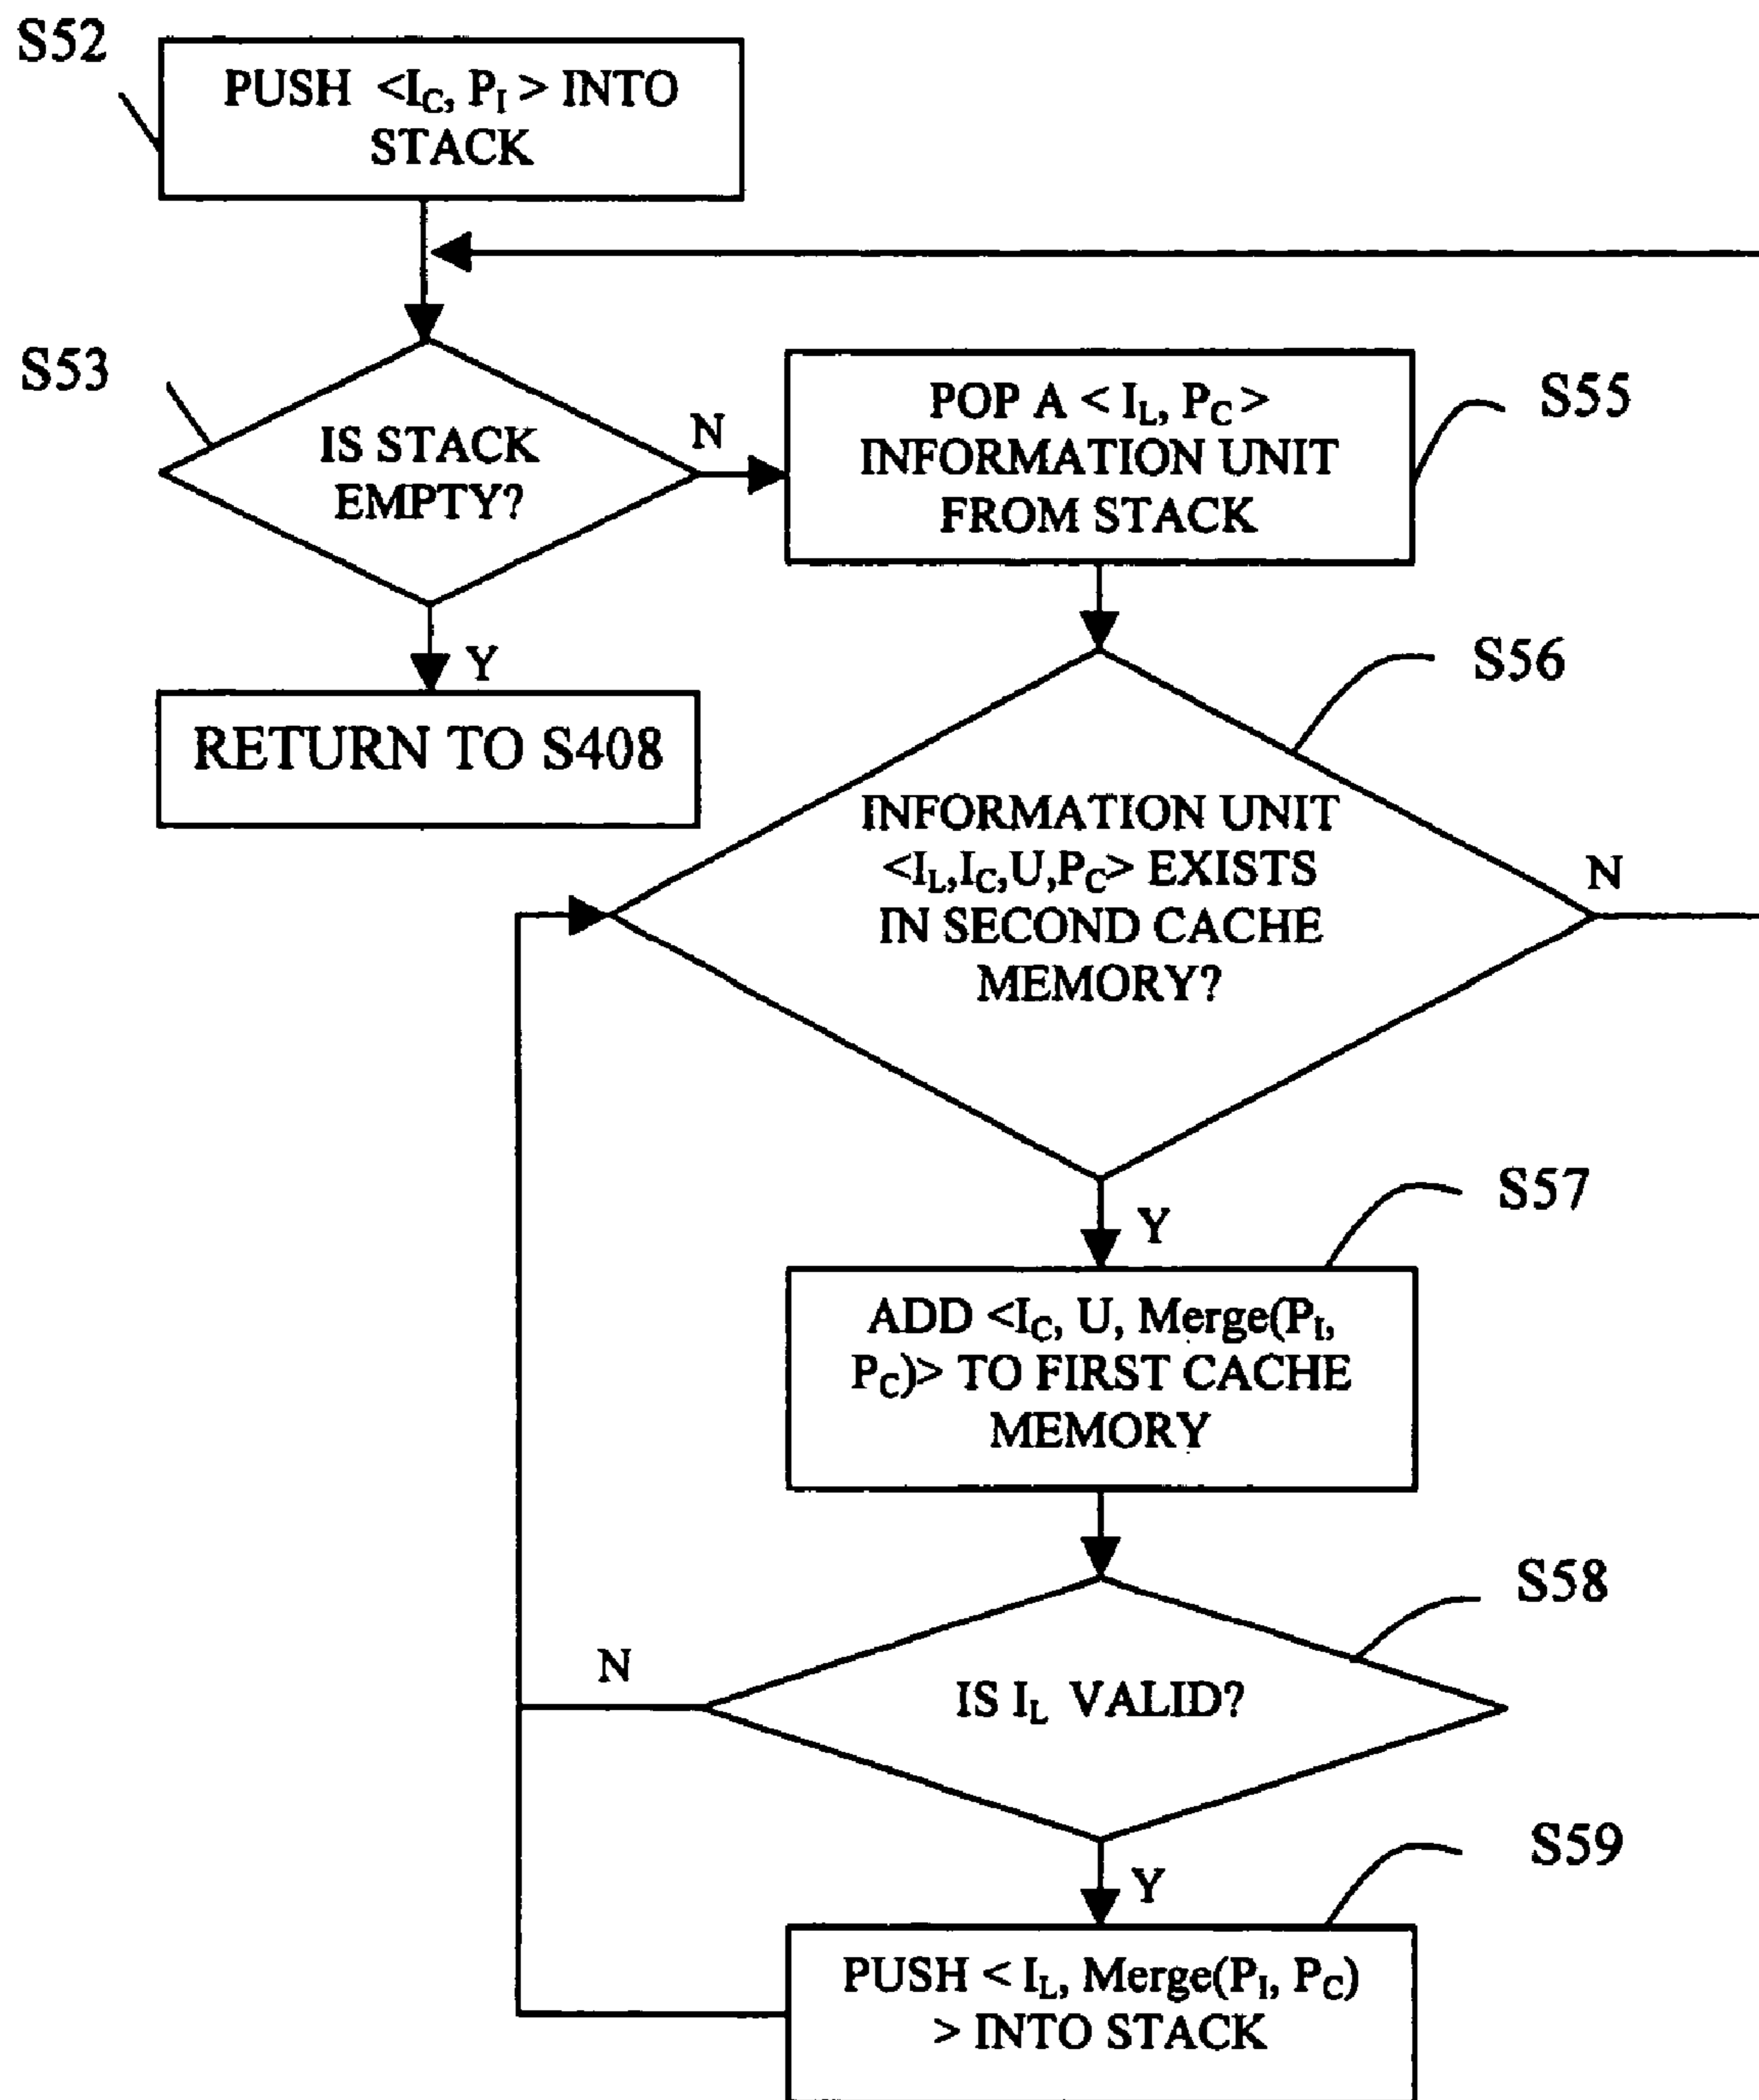 S52
PUSH <I_C, P_I > INTO
STACK
S53
IS STACK
EMPTY?
N
Y
RETURN TO S408
POP A < I_L, P_C >
INFORMATION UNIT
FROM STACK
S55
S56
INFORMATION UNIT
<I_L,I_C,U,P_C> EXISTS
IN SECOND CACHE
MEMORY?
N
Y
S57
ADD <I_C, U, Merge(P_I,
P_C)> TO FIRST CACHE
MEMORY
S58
N
IS I_L VALID?
Y
S59
PUSH < I_L, Merge(P_I, P_C)
> INTO STACK